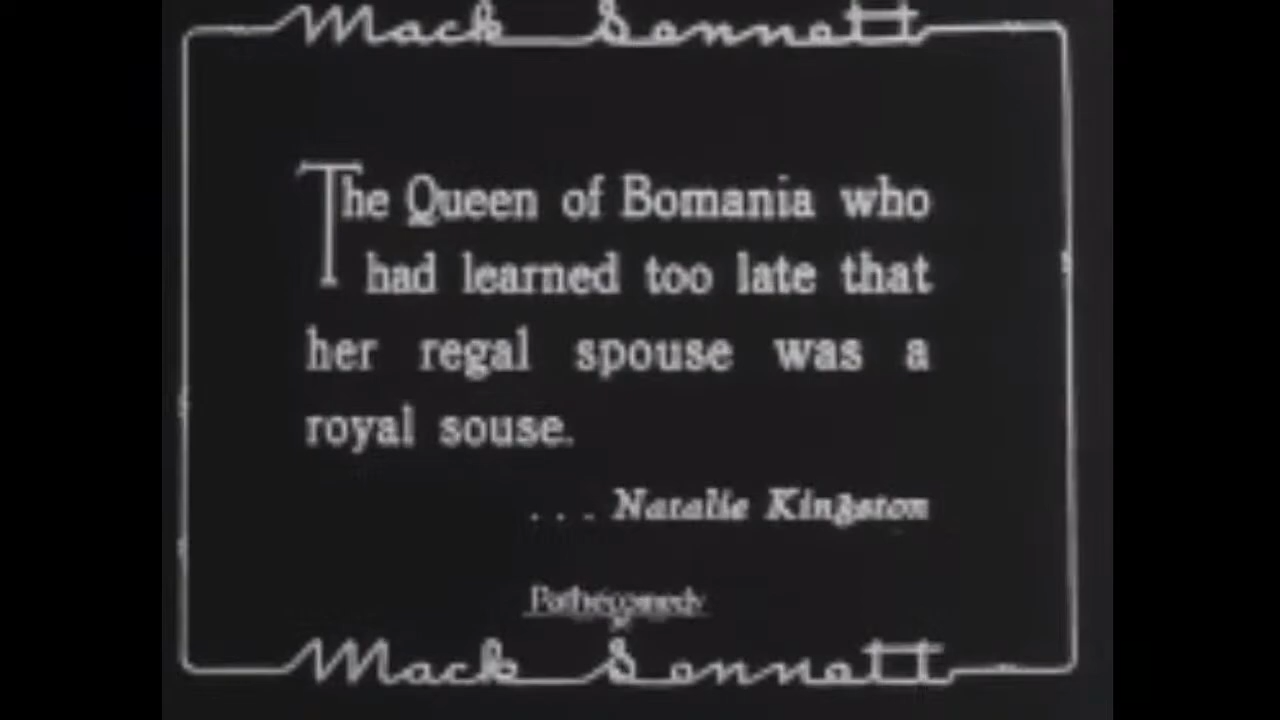 Mack Sennett
The Queen of Bomania who
had learned too late that
her regal spouse was a
royal souse.
. . . Natalie Kingston
Pathécomedy
Mack Sennett